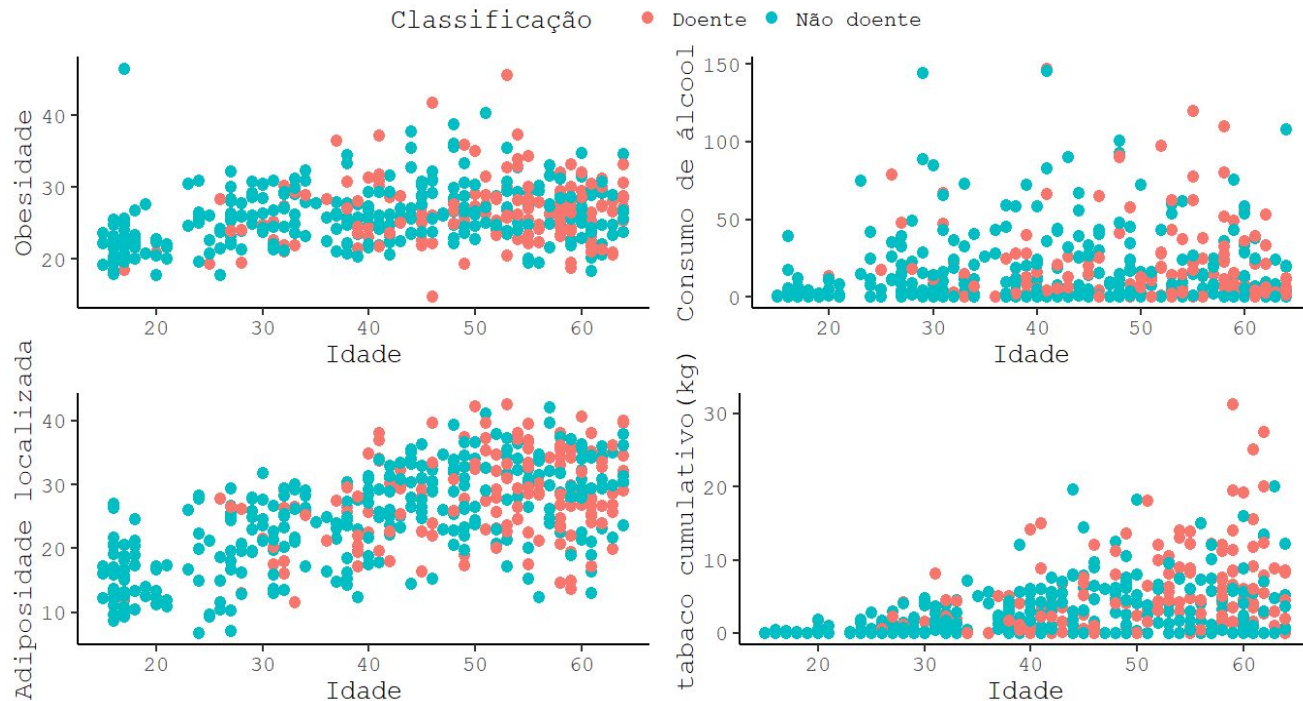 Classificação Doente Não doente
Obesidade
40
30
20
20 30 40 50 60
Idade
Consumo de álcool
150
100
50
0
20 30 40 50 60
Idade
Adiposidade localizada
40
30
20
10
20 30 40 50 60
Idade
tabaco cumulativo(kg)
30
20
10
0
20 30 40 50 60
Idade